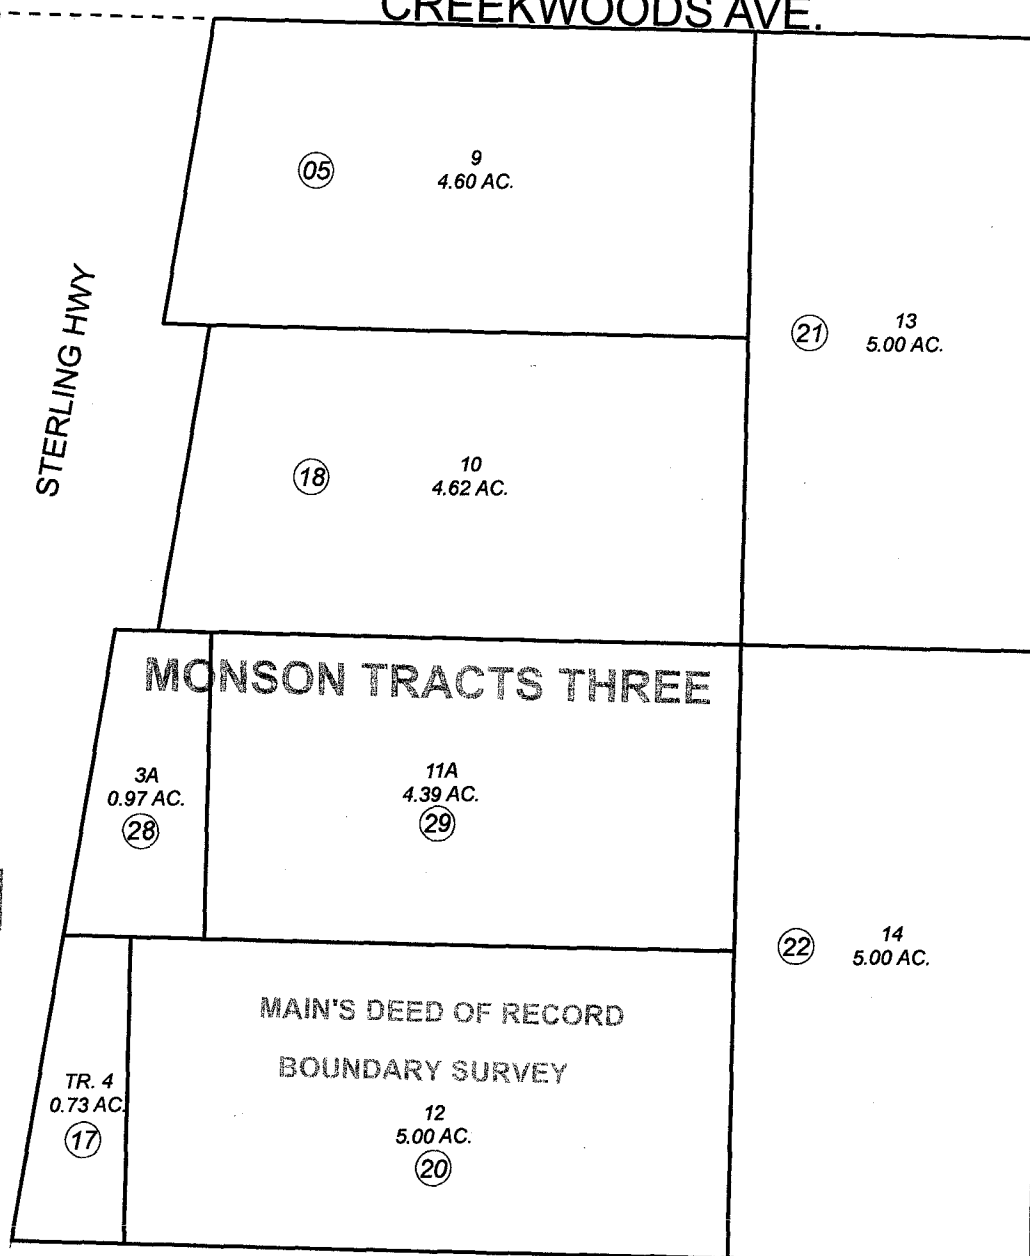 CREEKWOODS AVE.
05
9
4.60 AC.
STERLING HWY
21
13
5.00 AC.
18
10
4.62 AC.
MONSON TRACTS THREE
3A
0.97 AC.
28
11A
4.39 AC.
29
22
14
5.00 AC.
MAIN'S DEED OF RECORD
BOUNDARY SURVEY
TR. 4
0.73 AC.
17
12
5.00 AC.
20